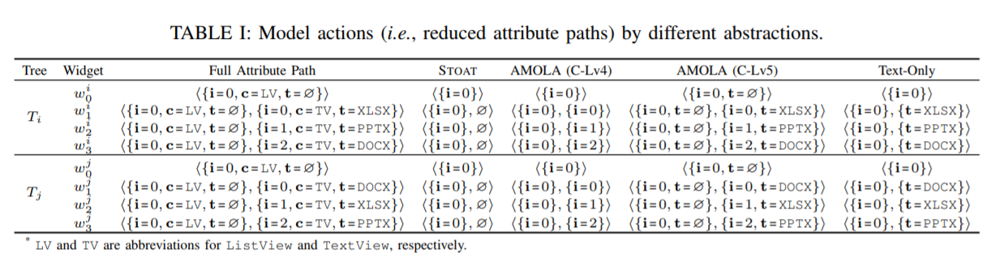 TABLE I: Model actions (i.e., reduced attribute paths) by different abstractions.
Tree Widget Full Attribute Path STOAT AMOLA (C-Lv4) AMOLA (C-Lv5) Text-Only
w_0^i ⟨{i=0, c=LV, t=∅}⟩ ⟨{i=0}⟩ ⟨{i=0}⟩ ⟨{i=0, t=∅}⟩ ⟨{i=0}⟩
T_i w_1^i ⟨{i=0, c=LV, t=∅}, {i=0, c=TV, t=XLSX}⟩ ⟨{i=0}, ∅⟩ ⟨{i=0}, {i=0}⟩ ⟨{i=0, t=∅}, {i=0, t=XLSX}⟩ ⟨{i=0}, {t=XLSX}⟩
w_2^i ⟨{i=0, c=LV, t=∅}, {i=1, c=TV, t=PPTX}⟩ ⟨{i=0}, ∅⟩ ⟨{i=0}, {i=1}⟩ ⟨{i=0, t=∅}, {i=1, t=PPTX}⟩ ⟨{i=0}, {t=PPTX}⟩
w_3^i ⟨{i=0, c=LV, t=∅}, {i=2, c=TV, t=DOCX}⟩ ⟨{i=0}, ∅⟩ ⟨{i=0}, {i=2}⟩ ⟨{i=0, t=∅}, {i=2, t=DOCX}⟩ ⟨{i=0}, {t=DOCX}⟩
w_0^j ⟨{i=0, c=LV, t=∅}⟩ ⟨{i=0}⟩ ⟨{i=0}⟩ ⟨{i=0, t=∅}⟩ ⟨{i=0}⟩
T_j w_1^j ⟨{i=0, c=LV, t=∅}, {i=0, c=TV, t=DOCX}⟩ ⟨{i=0}, ∅⟩ ⟨{i=0}, {i=0}⟩ ⟨{i=0, t=∅}, {i=0, t=DOCX}⟩ ⟨{i=0}, {t=DOCX}⟩
w_2^j ⟨{i=0, c=LV, t=∅}, {i=1, c=TV, t=XLSX}⟩ ⟨{i=0}, ∅⟩ ⟨{i=0}, {i=1}⟩ ⟨{i=0, t=∅}, {i=1, t=XLSX}⟩ ⟨{i=0}, {t=XLSX}⟩
w_3^j ⟨{i=0, c=LV, t=∅}, {i=2, c=TV, t=PPTX}⟩ ⟨{i=0}, ∅⟩ ⟨{i=0}, {i=2}⟩ ⟨{i=0, t=∅}, {i=2, t=PPTX}⟩ ⟨{i=0}, {t=PPTX}⟩
* LV and TV are abbreviations for ListView and TextView, respectively.